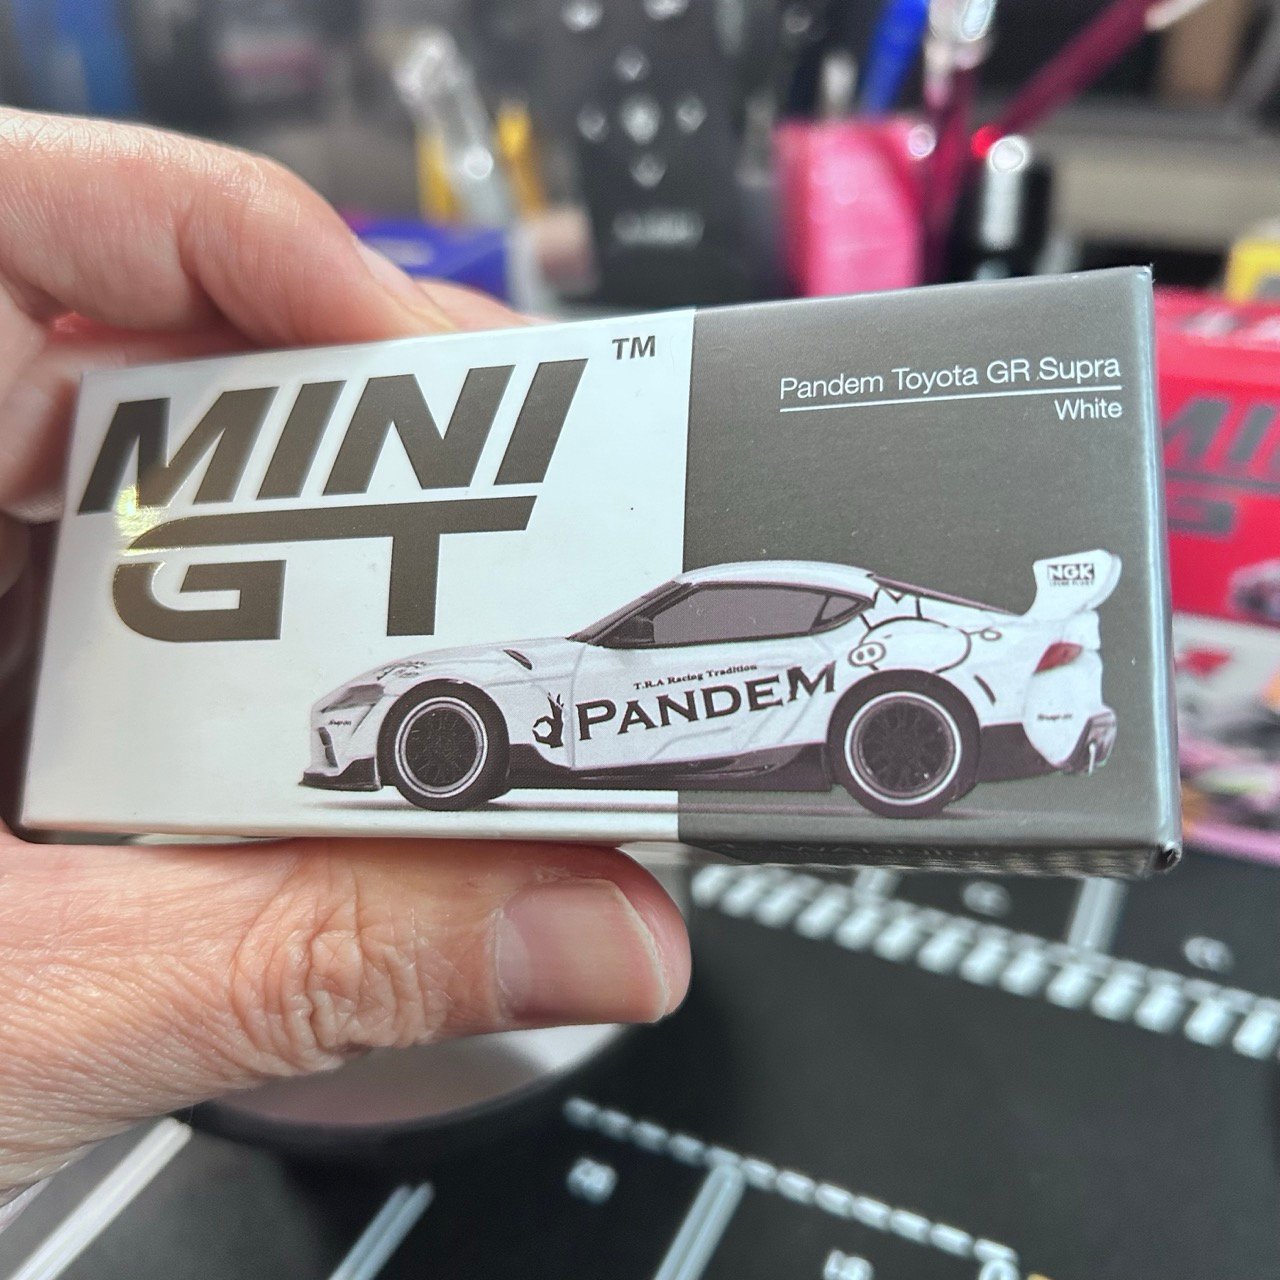 MINI
GT
TM
Pandem Toyota GR Supra
White
NGK
T.R.A Racing Tradition
PANDEM